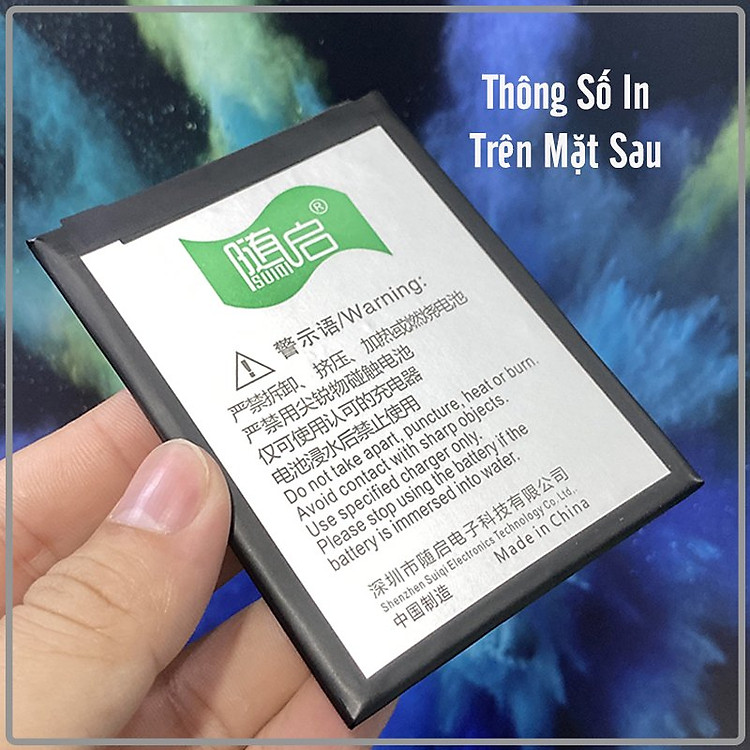 Thông Số In
Trên Mặt Sau
随启®
SUIQI
警示语/Warning:
严禁拆卸、挤压、加热或燃烧电池
严禁用尖锐物碰触电池
仅可使用认可的充电器
电池浸水后禁止使用
Do not take apart, puncture, heat or burn.
Avoid contact with sharp objects.
Use specified charger only.
Please stop using the battery if the
battery is immersed into water.
深圳市随启电子科技有限公司
Shenzhen Suiqi Electronics Technology Co., Ltd.
中国制造
Made in China